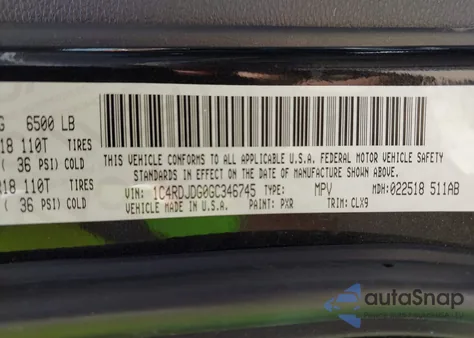 G 6500 LB
18 110T TIRES
( 36 PSI) COLD
R18 110T TIRES
( 36 PSI) COLD
THIS VEHICLE CONFORMS TO ALL APPLICABLE U.S.A. FEDERAL MOTOR VEHICLE SAFETY
STANDARDS IN EFFECT ON THE DATE OF MANUFACTURE SHOWN ABOVE.
VIN: 1C4RDJDG0GC346745 TYPE: MPV MDH: 022518 511AB
VEHICLE MADE IN U.S.A. PAINT: PXR TRIM: CLX9
autoSnap